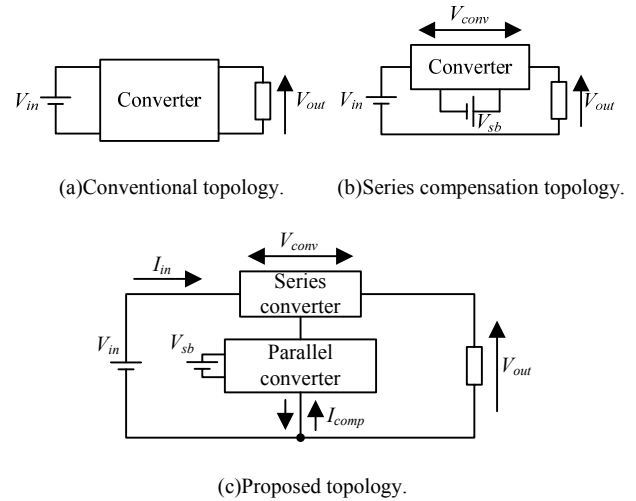 V_in
Converter
V_out
(a)Conventional topology.
V_conv
Converter
V_in
V_sb
V_out
(b)Series compensation topology.
V_conv
I_in
Series
converter
V_in
V_sb
Parallel
converter
V_out
I_comp
(c)Proposed topology.